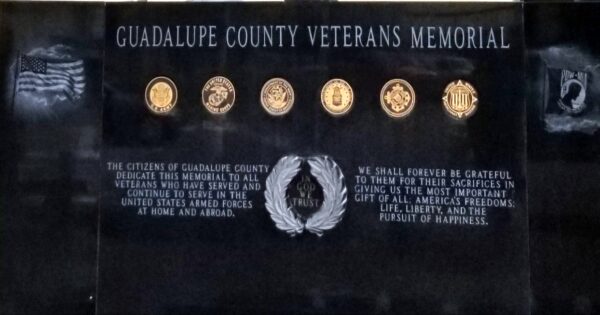 GUADALUPE COUNTY VETERANS MEMORIAL
THE CITIZENS OF GUADALUPE COUNTY
DEDICATE THIS MEMORIAL TO ALL
VETERANS WHO HAVE SERVED AND
CONTINUE TO SERVE IN THE
UNITED STATES ARMED FORCES
AT HOME AND ABROAD.
IN
GOD
WE
TRUST
WE SHALL FOREVER BE GRATEFUL
TO THEM FOR THEIR SACRIFICES IN
GIVING US THE MOST IMPORTANT
GIFT OF ALL: AMERICA'S FREEDOMS:
LIFE, LIBERTY, AND THE
PURSUIT OF HAPPINESS.
POW MIA